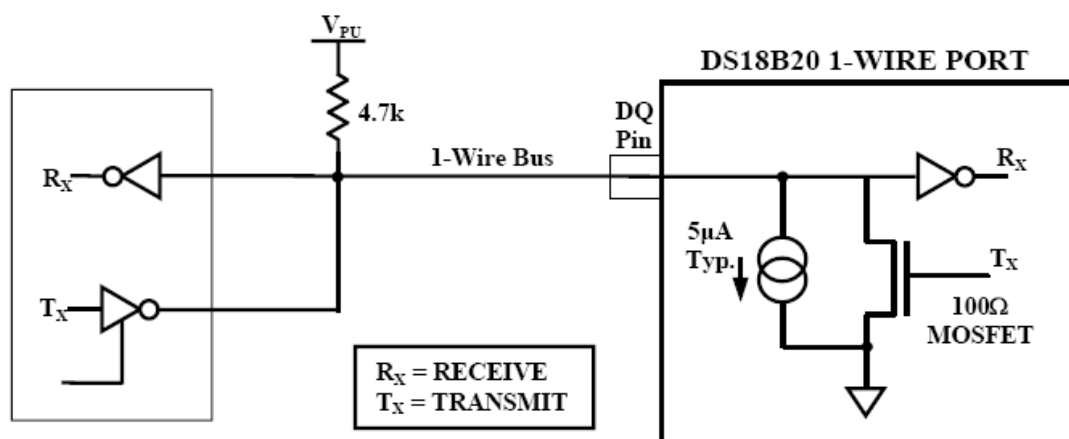 V_PU
DS18B20 1-WIRE PORT
4.7k
DQ
Pin
R_X
1-Wire Bus
R_X
5µA
Typ.
T_X
T_X
100Ω
MOSFET
R_X = RECEIVE
T_X = TRANSMIT